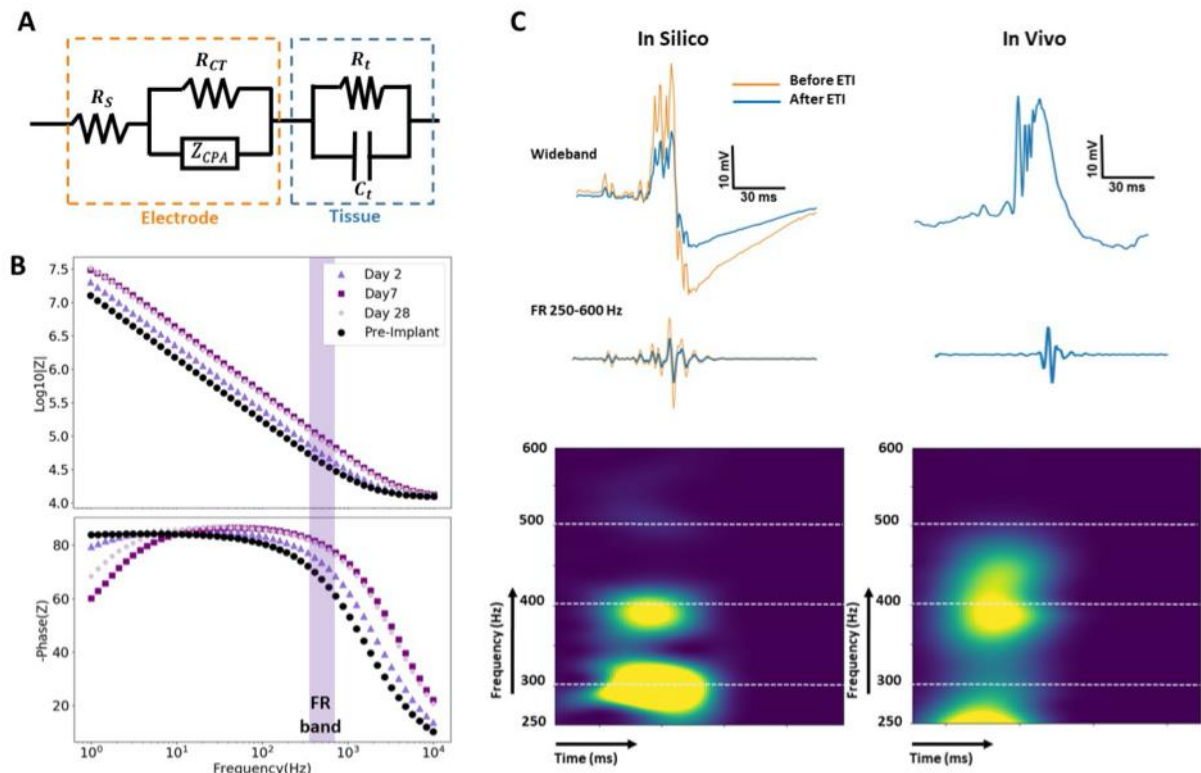 A
R_S
R_CT
Z_CPA
R_t
C_t
Electrode
Tissue
B
7.5
7.0
6.5
6.0
5.5
5.0
4.5
4.0
Log10|Z|
Day 2
Day7
Day 28
Pre-Implant
80
60
40
20
-Phase(Z)
FR
band
10^0
10^1
10^2
10^3
10^4
Frequency(Hz)
C
In Silico
In Vivo
Before ETI
After ETI
Wideband
10 mV
30 ms
10 mV
30 ms
FR 250-600 Hz
600
500
400
300
250
Frequency (Hz)
Time (ms)
600
500
400
300
250
Frequency (Hz)
Time (ms)